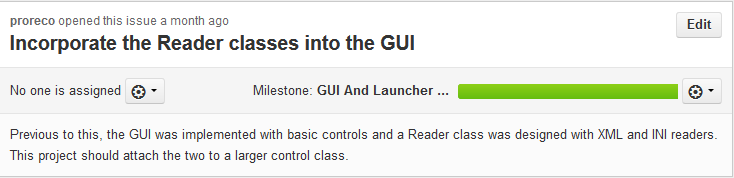 proreco opened this issue a month ago
Edit
Incorporate the Reader classes into the GUI
No one is assigned
Milestone: GUI And Launcher ...
Previous to this, the GUI was implemented with basic controls and a Reader class was designed with XML and INI readers.
This project should attach the two to a larger control class.